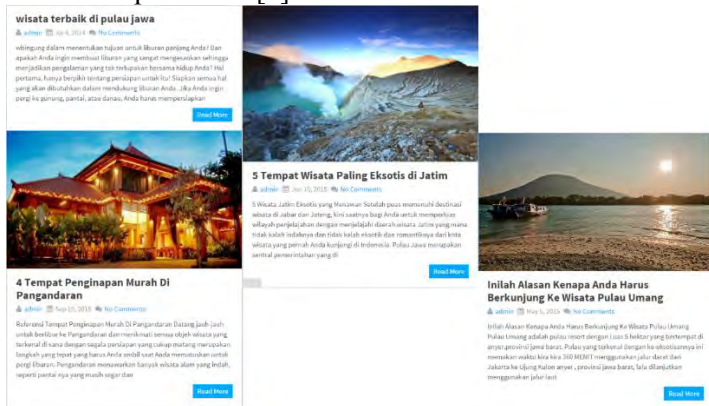 wisata terbaik di pulau jawa
admin Jul 4, 2014 No Comments
wbingung dalam menentukan tujuan untuk liburan panjang Anda? Dan
apakah Anda ingin membuat liburan yang sangat mengesankan sehingga
menjadikan pengalaman yang tak terlupakan bersama hidup Anda? Hal
pertama, hanya berpikir tentang persiapan untuk itu! Siapkan semua hal
yang akan dibutuhkan dalam mendukung liburan Anda. Jika Anda ingin
pergi ke gunung, pantai, atau danau, Anda harus mempersiapkan
Read More
4 Tempat Penginapan Murah Di
Pangandaran
admin Sep 2015 No Comments
Referensi Tempat Penginapan Murah Di Pangandaran Datang jauh-jauh
untuk berlibur ke Pangandaran dan menikmati semua objek wisata yang
terkenal di sana dengan segala persiapan yang cukup matang merupakan
langkah yang tepat yang harus Anda ambil saat Anda memutuskan untuk
pergi liburan. Pangandaran menawarkan banyak wisata alam yang indah,
seperti pantai nya yang masih segar dan
Read More
5 Tempat Wisata Paling Eksotis di Jatim
admin Jun 2015 No Comments
5 Wisata Jatim Eksotis yang Menawan Setelah puas memenuhi destinasi
wisata di Jabar dan Jateng, kini saatnya bagi Anda untuk memperluas
wilayah penjelajahan dengan menjelajahi daerah wisata Jatim yang mana
tidak kalah indahnya dan tidak kalah eksotik dan romantiknya dari kota
wisata yang pernah Anda kunjungi di Indonesia. Pulau Jawa merupakan
sentral pemerintahan yang di
Read More
Inilah Alasan Kenapa Anda Harus
Berkunjung Ke Wisata Pulau Umang
admin May 5, 2015 No Comments
Inilah Alasan Kenapa Anda Harus Berkunjung Ke Wisata Pulau Umang
Pulau Umang adalah pulau resort dengan Luas 5 hektar yang bertempat di
anyer.provinsi jawa barat, Pulau yang terkenal dengan ke eksotisannya ini
memakan waktu kira kira 360 MENIT menggunakan jalur darat dari
Jakarta ke Ujung Kulon anyer, provinsi jawa barat, lalu dilanjutkan
menggunakan jalur laut
Read More